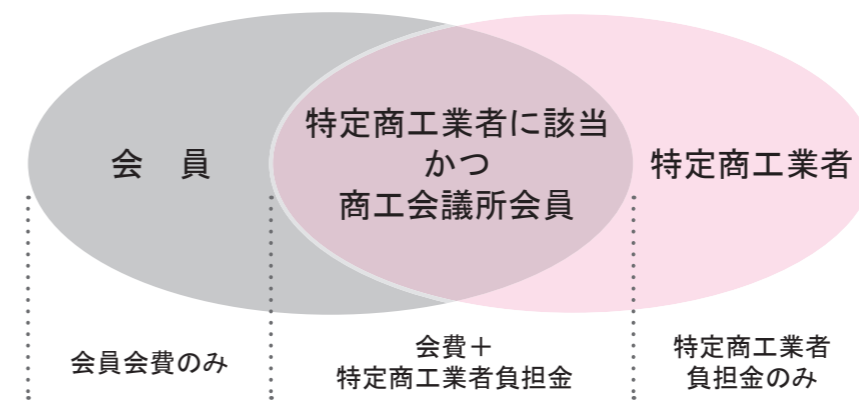 会　員
特定商工業者に該当
かつ
商工会議所会員
特定商工業者
会員会費のみ
会費＋
特定商工業者負担金
特定商工業者
負担金のみ